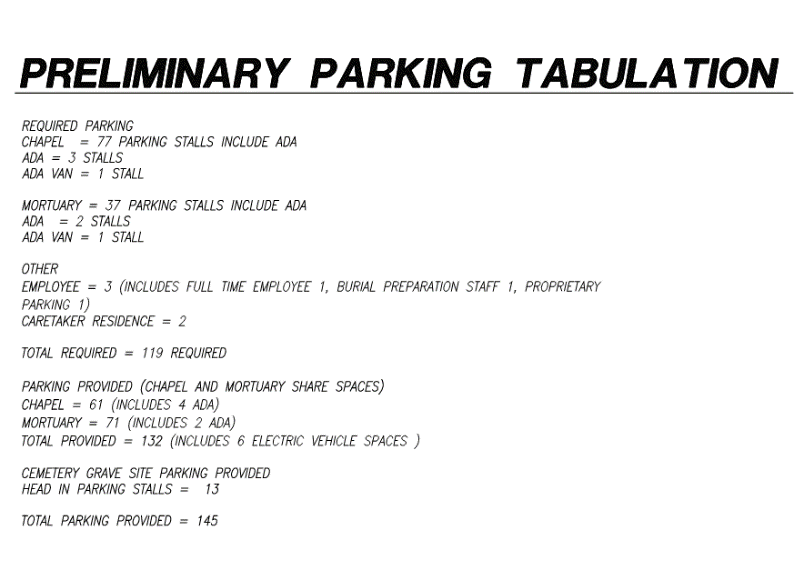 PRELIMINARY PARKING TABULATION
REQUIRED PARKING
CHAPEL = 77 PARKING STALLS INCLUDE ADA
ADA = 3 STALLS
ADA VAN = 1 STALL
MORTUARY = 37 PARKING STALLS INCLUDE ADA
ADA = 2 STALLS
ADA VAN = 1 STALL
OTHER
EMPLOYEE = 3 (INCLUDES FULL TIME EMPLOYEE 1, BURIAL PREPARATION STAFF 1, PROPRIETARY
PARKING 1)
CARETAKER RESIDENCE = 2
TOTAL REQUIRED = 119 REQUIRED
PARKING PROVIDED (CHAPEL AND MORTUARY SHARE SPACES)
CHAPEL = 61 (INCLUDES 4 ADA)
MORTUARY = 71 (INCLUDES 2 ADA)
TOTAL PROVIDED = 132 (INCLUDES 6 ELECTRIC VEHICLE SPACES )
CEMETERY GRAVE SITE PARKING PROVIDED
HEAD IN PARKING STALLS = 13
TOTAL PARKING PROVIDED = 145